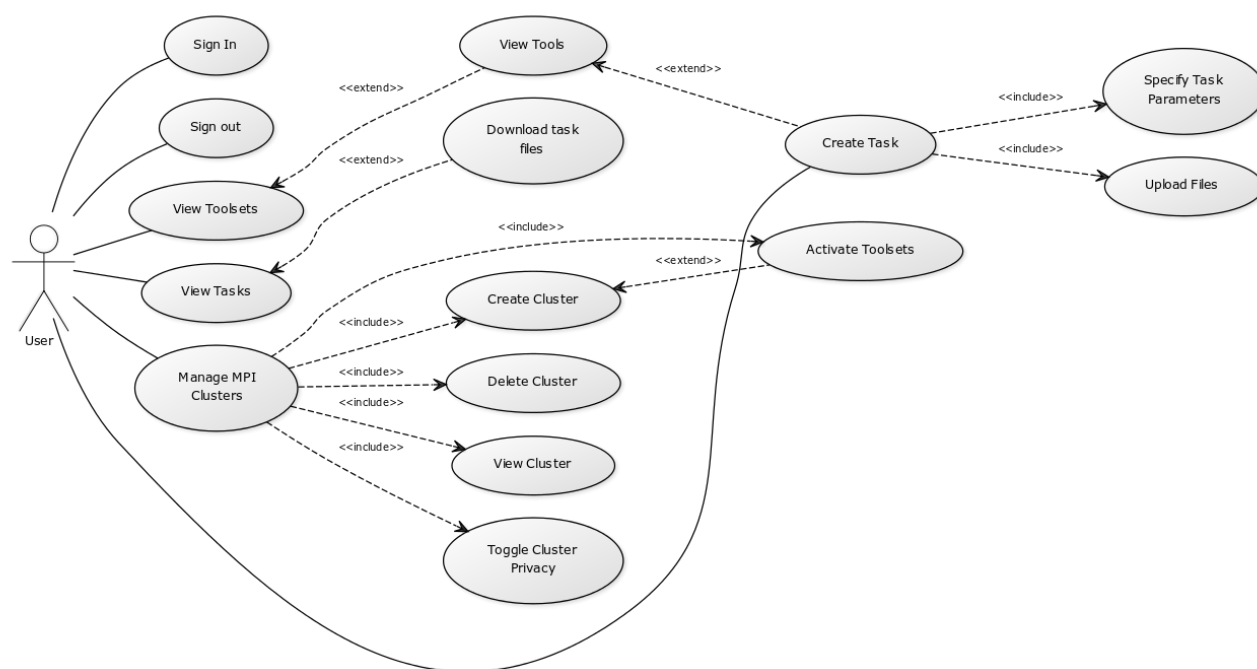 Sign In
View Tools
<<extend>>
Specify Task
Parameters
<<extend>>
<<include>>
Sign out
Download task
files
Create Task
<<include>>
<<extend>>
Upload Files
View Toolsets
<<include>>
Activate Toolsets
<<extend>>
View Tasks
Create Cluster
<<include>>
User
Manage MPI
Clusters
<<include>>
Delete Cluster
<<include>>
<<include>>
View Cluster
Toggle Cluster
Privacy